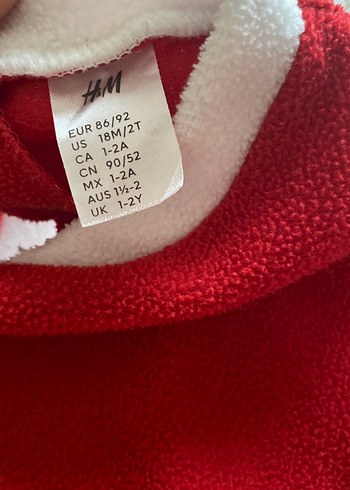 H&M
EUR 86/92
US 18M/2T
CA 1-2A
CN 90/52
MX 1-2A
AUS 1½-2
UK 1-2Y